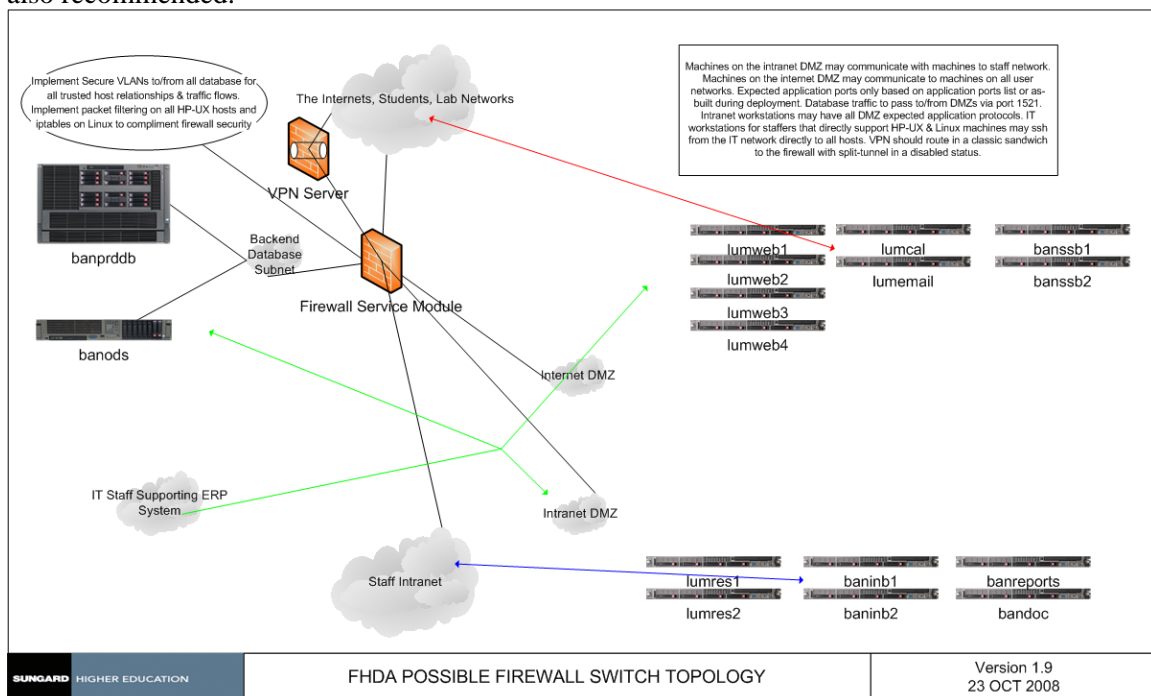 also recommended.
Implement Secure VLANs to/from all database for
all trusted host relationships & traffic flows.
Implement packet filtering on all HP-UX hosts and
iptables on Linux to compliment firewall security
The Internets, Students, Lab Networks
Machines on the intranet DMZ may communicate with machines to staff network.
Machines on the internet DMZ may communicate to machines on all user
networks. Expected application ports only based on application ports list or as-
built during deployment. Database traffic to pass to/from DMZs via port 1521.
Intranet workstations may have all DMZ expected application protocols. IT
workstations for staffers that directly support HP-UX & Linux machines may ssh
from the IT network directly to all hosts. VPN should route in a classic sandwich
to the firewall with split-tunnel in a disabled status.
VPN Server
banprddb
Backend
Database
Subnet
Firewall Service Module
banods
lumweb1
lumweb2
lumweb3
lumweb4
lumcal
lumemail
banssb1
banssb2
Internet DMZ
IT Staff Supporting ERP
System
Intranet DMZ
Staff Intranet
lumres1
lumres2
baninb1
baninb2
banreports
bandoc
SUNGARD HIGHER EDUCATION
FHDA POSSIBLE FIREWALL SWITCH TOPOLOGY
Version 1.9
23 OCT 2008